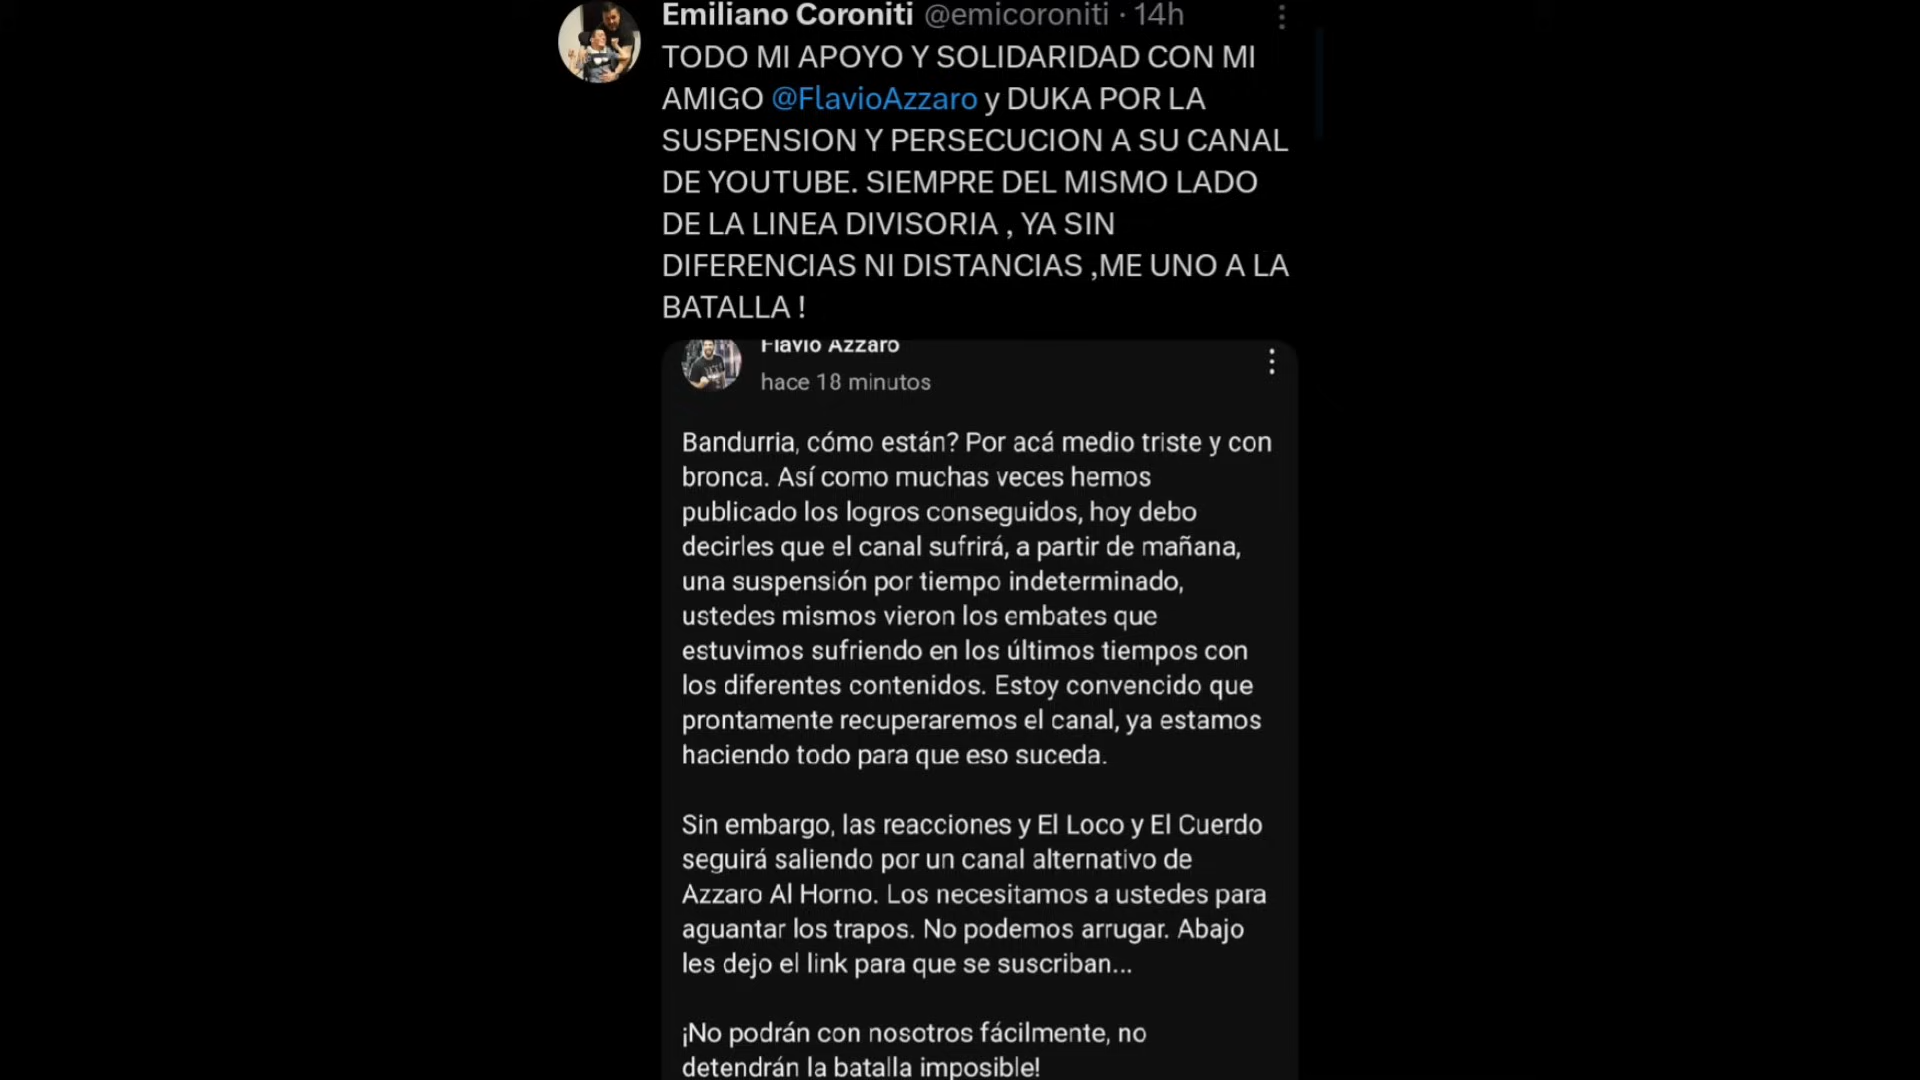 Emiliano Coroniti @emicoroniti · 14h
TODO MI APOYO Y SOLIDARIDAD CON MI
AMIGO @FlavioAzzaro y DUKA POR LA
SUSPENSION Y PERSECUCION A SU CANAL
DE YOUTUBE. SIEMPRE DEL MISMO LADO
DE LA LINEA DIVISORIA , YA SIN
DIFERENCIAS NI DISTANCIAS ,ME UNO A LA
BATALLA !
Flavio Azzaro
hace 18 minutos
Bandurria, cómo están? Por acá medio triste y con
bronca. Así como muchas veces hemos
publicado los logros conseguidos, hoy debo
decirles que el canal sufrirá, a partir de mañana,
una suspensión por tiempo indeterminado,
ustedes mismos vieron los embates que
estuvimos sufriendo en los últimos tiempos con
los diferentes contenidos. Estoy convencido que
prontamente recuperaremos el canal, ya estamos
haciendo todo para que eso suceda.
Sin embargo, las reacciones y El Loco y El Cuerdo
seguirá saliendo por un canal alternativo de
Azzaro Al Horno. Los necesitamos a ustedes para
aguantar los trapos. No podemos arrugar. Abajo
les dejo el link para que se suscriban...
¡No podrán con nosotros fácilmente, no
detendrán la batalla imposible!